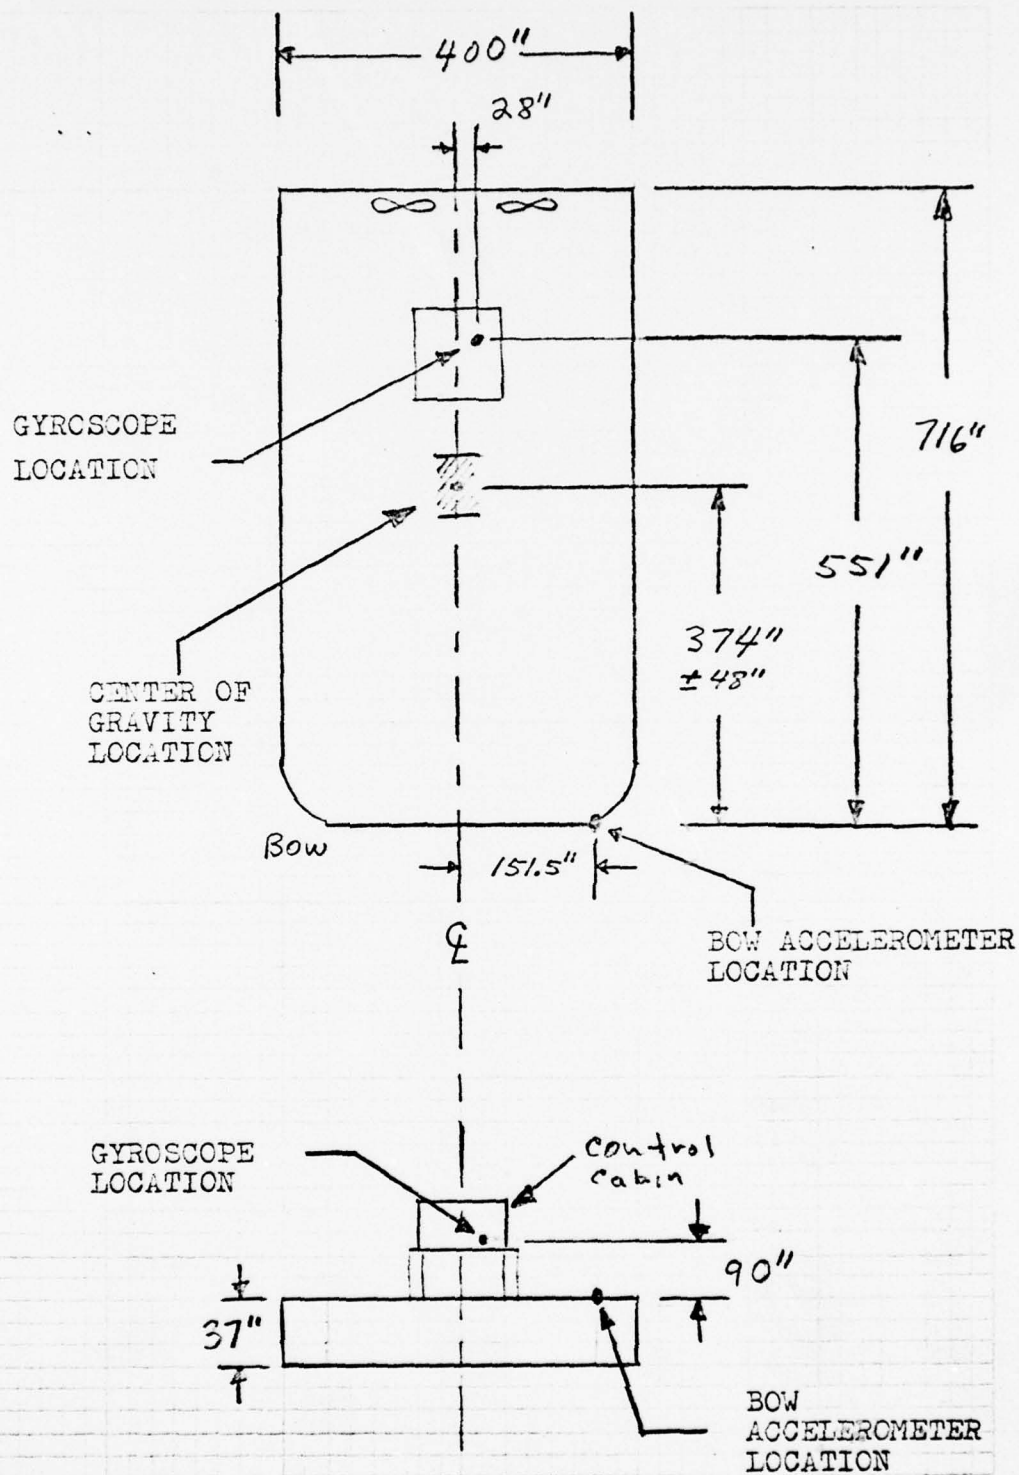 400"
28"
GYROSCOPE
LOCATION
716"
551"
374"
±48"
CENTER OF
GRAVITY
LOCATION
Bow
151.5"
℄
BOW ACCELEROMETER
LOCATION
GYROSCOPE
LOCATION
control
cabin
90"
37"
BOW
ACCELEROMETER
LOCATION